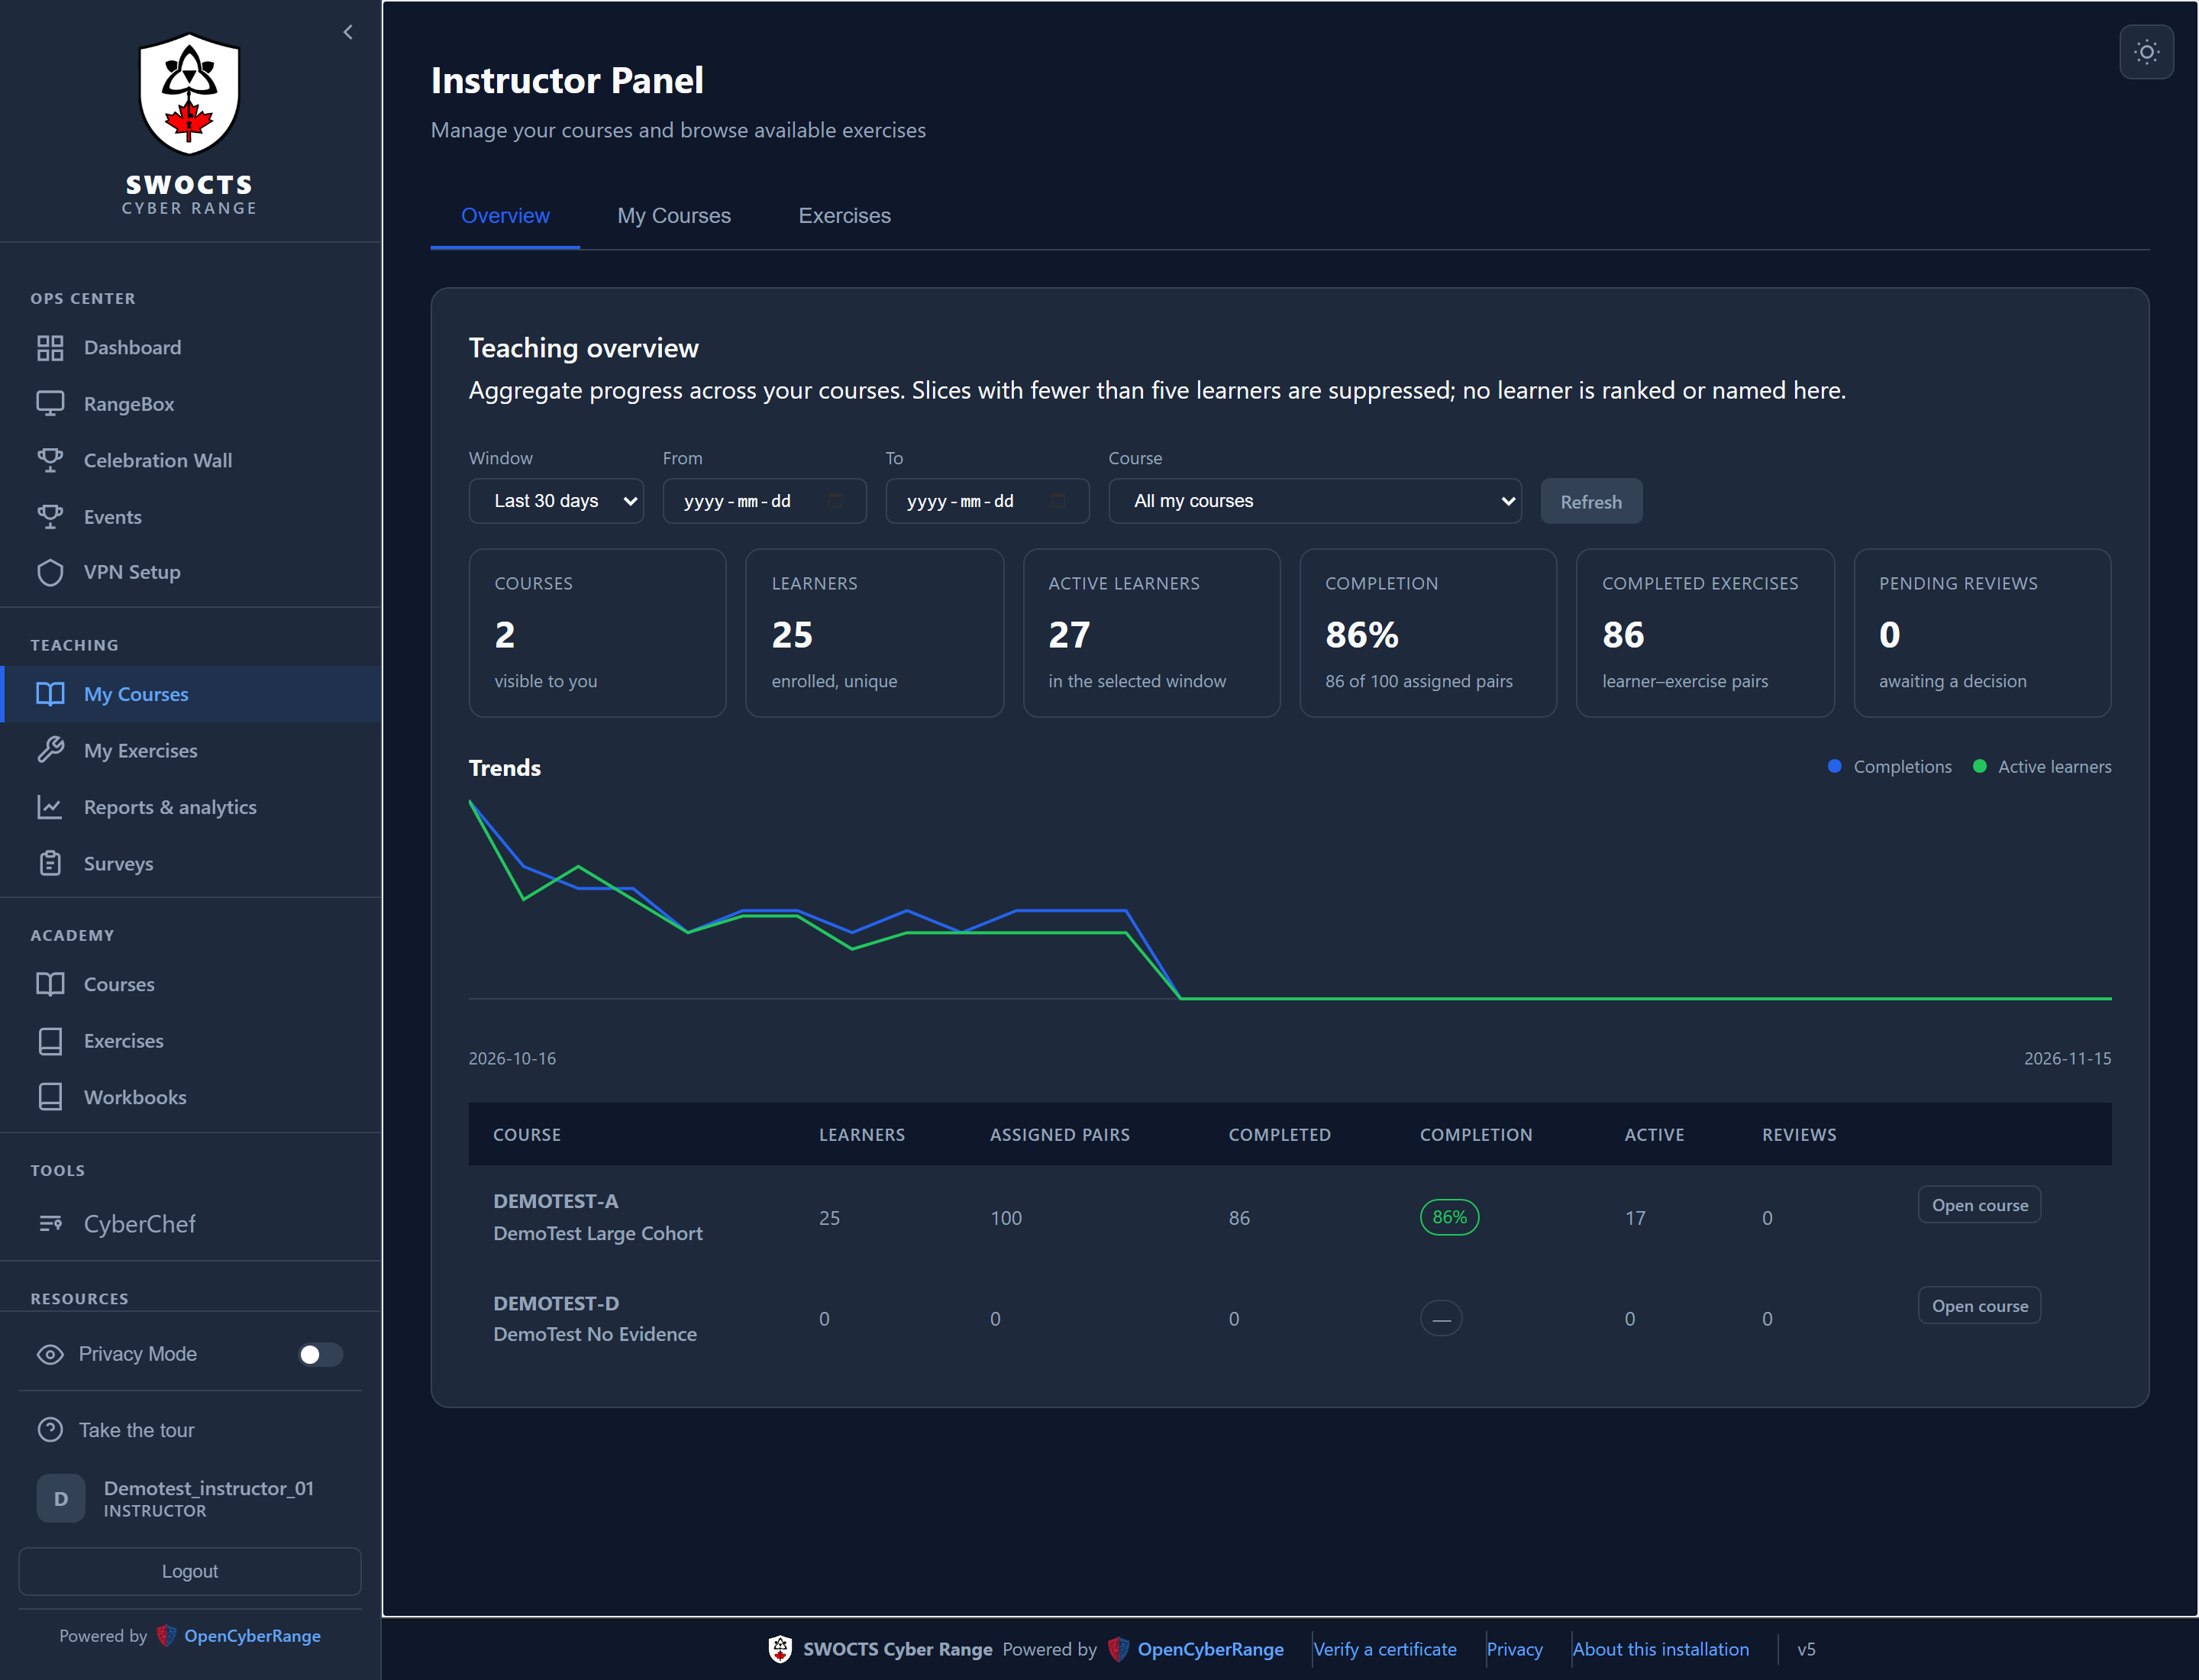 SWOCTS
CYBER RANGE
OPS CENTER
Dashboard
RangeBox
Celebration Wall
Events
VPN Setup
TEACHING
My Courses
My Exercises
Reports & analytics
Surveys
ACADEMY
Courses
Exercises
Workbooks
TOOLS
CyberChef
RESOURCES
Privacy Mode
Take the tour
D
Demotest_instructor_01
INSTRUCTOR
Logout
Powered by OpenCyberRange
Instructor Panel
Manage your courses and browse available exercises
Overview My Courses Exercises
Teaching overview
Aggregate progress across your courses. Slices with fewer than five learners are suppressed; no learner is ranked or named here.
Window From To Course
Last 30 days yyyy-mm-dd yyyy-mm-dd All my courses Refresh
COURSES LEARNERS ACTIVE LEARNERS COMPLETION COMPLETED EXERCISES PENDING REVIEWS
2 25 27 86% 86 0
visible to you enrolled, unique in the selected window 86 of 100 assigned pairs learner–exercise pairs awaiting a decision
Trends Completions Active learners
2026-10-16 2026-11-15
COURSE LEARNERS ASSIGNED PAIRS COMPLETED COMPLETION ACTIVE REVIEWS
DEMOTEST-A
DemoTest Large Cohort
25 100 86 86% 17 0 Open course
DEMOTEST-D
DemoTest No Evidence
0 0 0 — 0 0 Open course
SWOCTS Cyber Range Powered by OpenCyberRange Verify a certificate Privacy About this installation v5